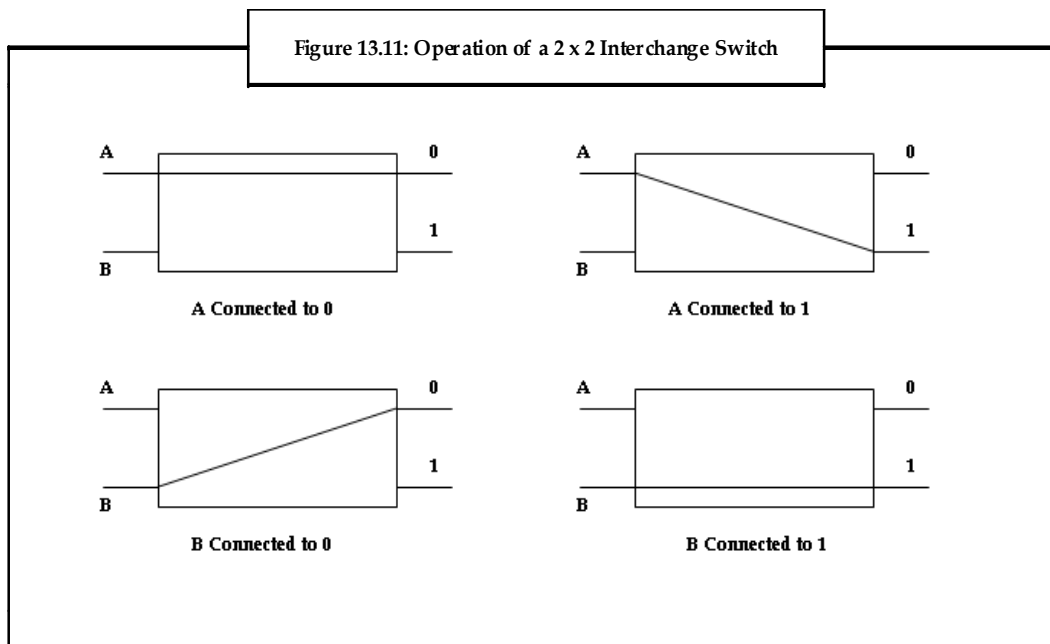 Figure 13.11: Operation of a 2 x 2 Interchange Switch
A 0
B 1
A Connected to 0
A 0
B 1
A Connected to 1
A 0
B 1
B Connected to 0
A 0
B 1
B Connected to 1